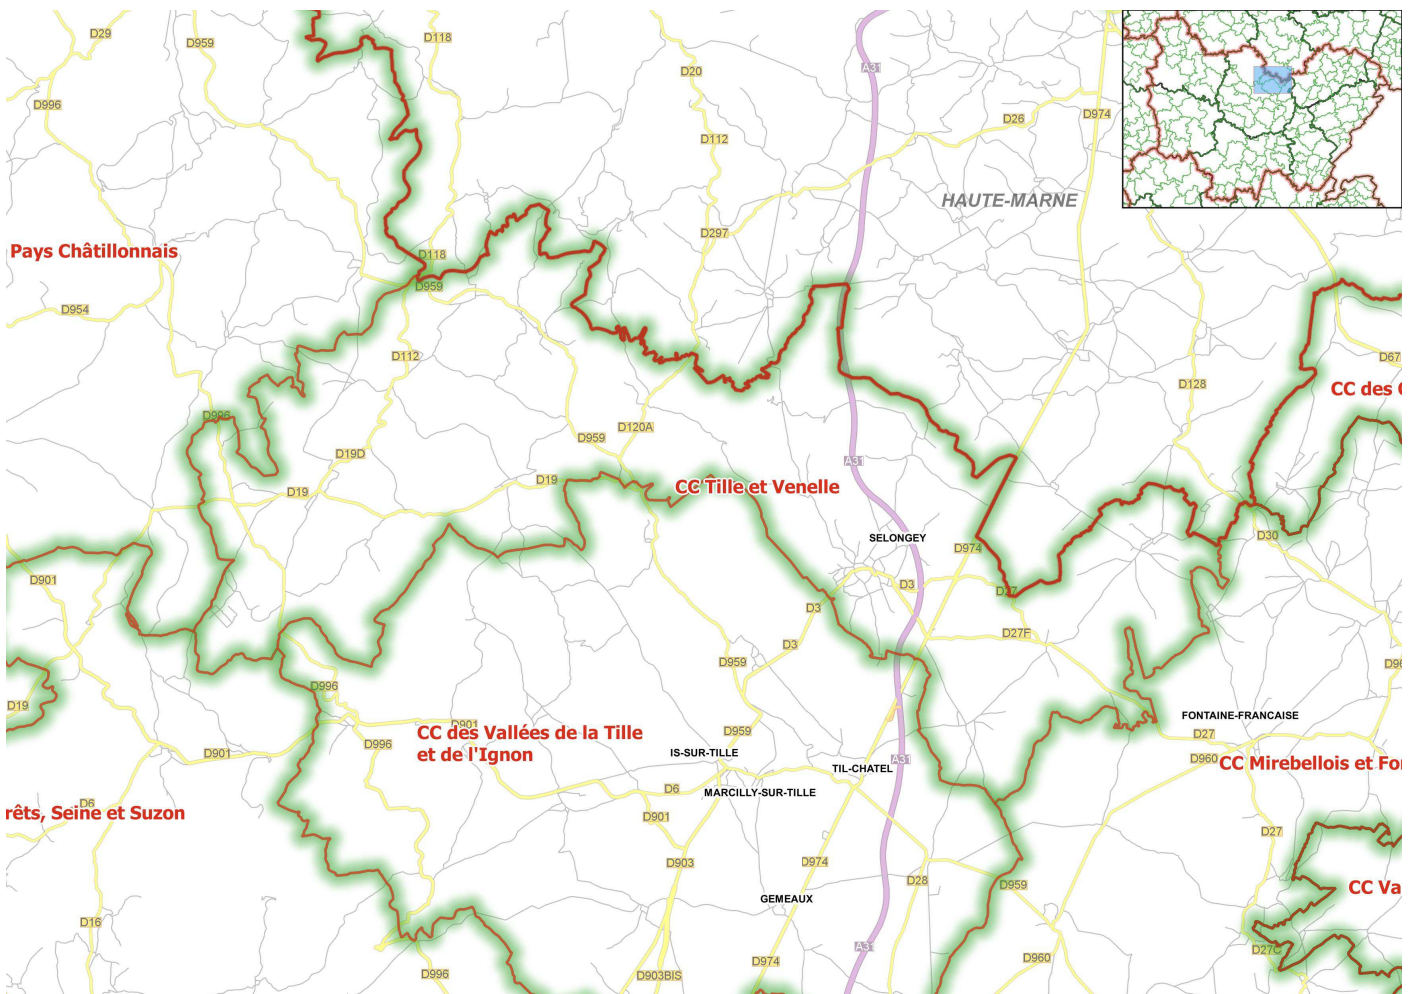 D29
D959
D118
D20
A31
D26
D974
D996
D112
HAUTE-MARNE
D297
Pays Châtillonnais
D118
D959
D954
D112
D67
D128
CC des
D996
D120A
D959
D19D
A31
D19
D19
CC Tille et Venelle
SELONGEY
D30
D974
D901
D3
D27
D3
D27F
D3
D959
D996
D19
FONTAINE-FRANCAISE
D901
CC des Vallées de la Tille
et de l'Ignon
D996
D901
D959
D27
IS-SUR-TILLE
D960
A31
TIL-CHATEL
CC Mirebellois et Fo
D6
MARCILLY-SUR-TILLE
D6
rêts, Seine et Suzon
D901
D27
D903
D974
D28
D959
CC Va
GEMEAUX
D16
A31
D27C
D960
D996
D903BIS
D974